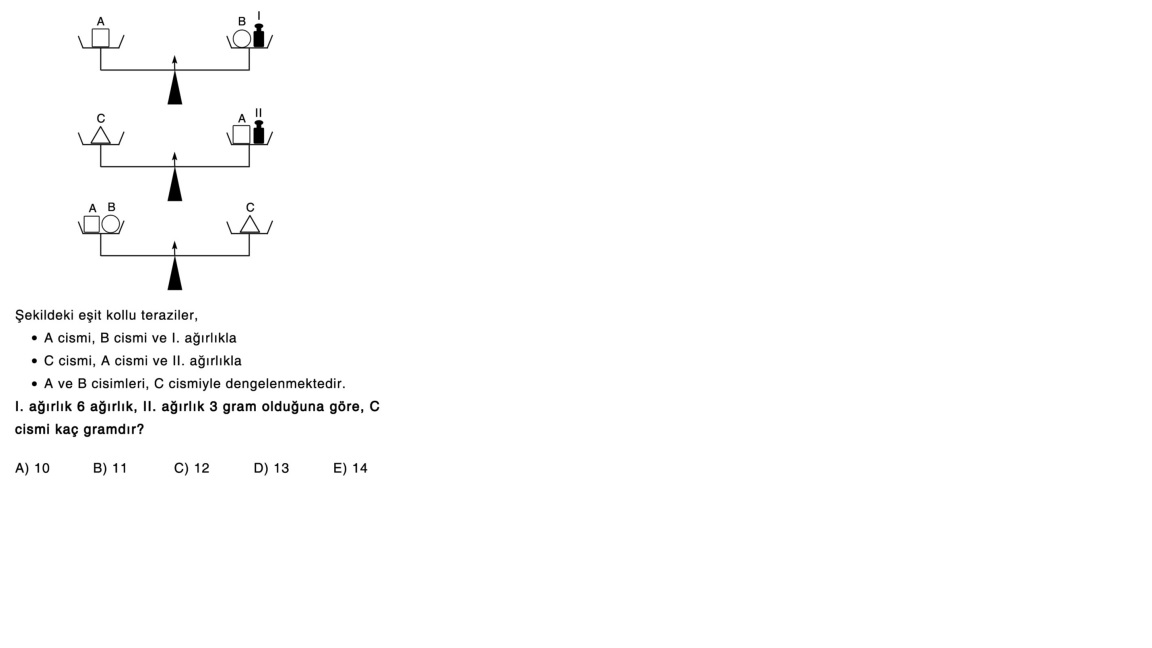 A
B
I
C
A
II
A B
C
Şekildeki eşit kollu teraziler,
• A cismi, B cismi ve I. ağırlıkla
• C cismi, A cismi ve II. ağırlıkla
• A ve B cisimleri, C cismiyle dengelenmektedir.
I. ağırlık 6 ağırlık, II. ağırlık 3 gram olduğuna göre, C
cismi kaç gramdır?
A) 10 B) 11 C) 12 D) 13 E) 14